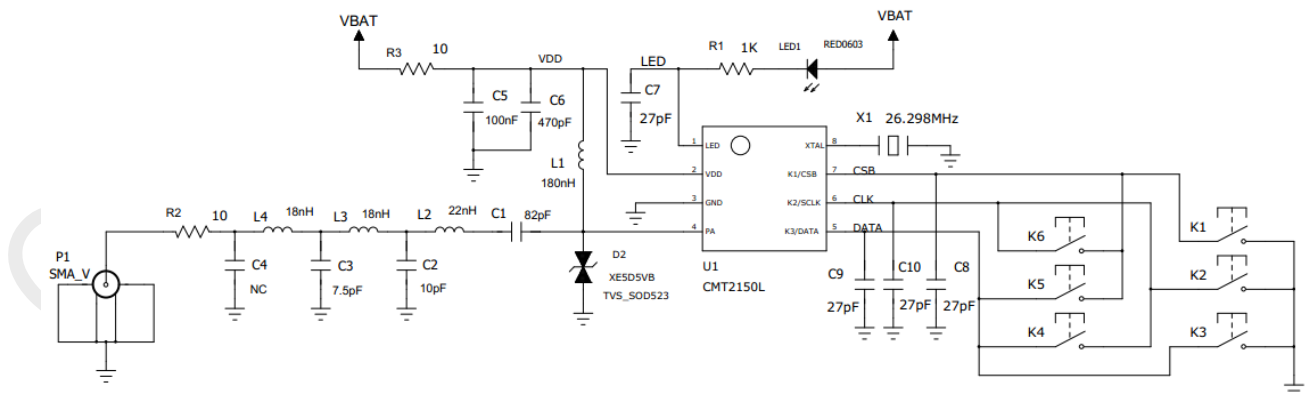 VBAT
R3 10
VDD
C5
100nF
C6
470pF
L1
180nH
LED
C7
27pF
R1 1K
LED1
RED0603
VBAT
X1 26.298MHz
1 LED
XTAL 8
2 VDD
K1/CSB 7 CSB
3 GND
K2/SCLK 6 CLK
4 PA
K3/DATA 5 DATA
U1
CMT2150L
P1
SMA_V
R2 10
L4 18nH
L3 18nH
L2 22nH
C1 82pF
C4
NC
C3
7.5pF
C2
10pF
D2
XE5D5VB
TVS_SOD523
C9
27pF
C10
27pF
C8
27pF
K6
K5
K4
K1
K2
K3